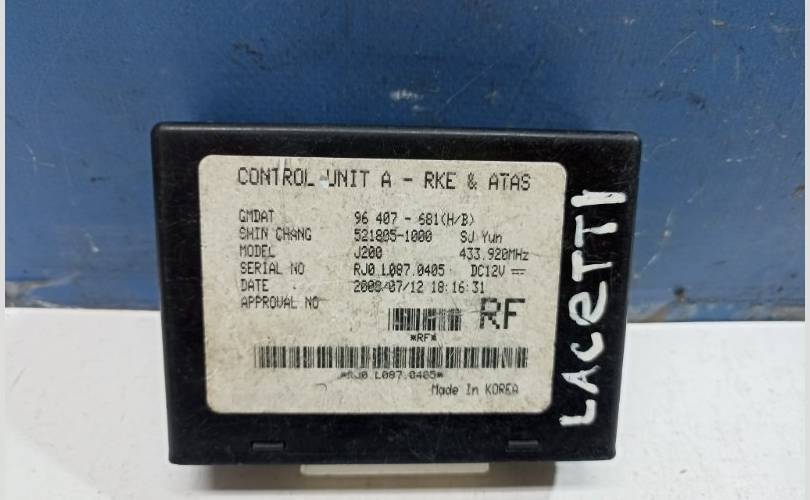 CONTROL UNIT A - RKE & ATAS
GMDAT 96 407 - 681(H/B)
SHIN CHANG 521805-1000 SJ Yun
MODEL J200 433.920MHz
SERIAL NO RJ0.L087.0405 DC12V
DATE 2008/07/12 18:16:31
APPROVAL NO
RF
*RF*
*RJ0.L087.0405*
Made In KOREA
LACETTI